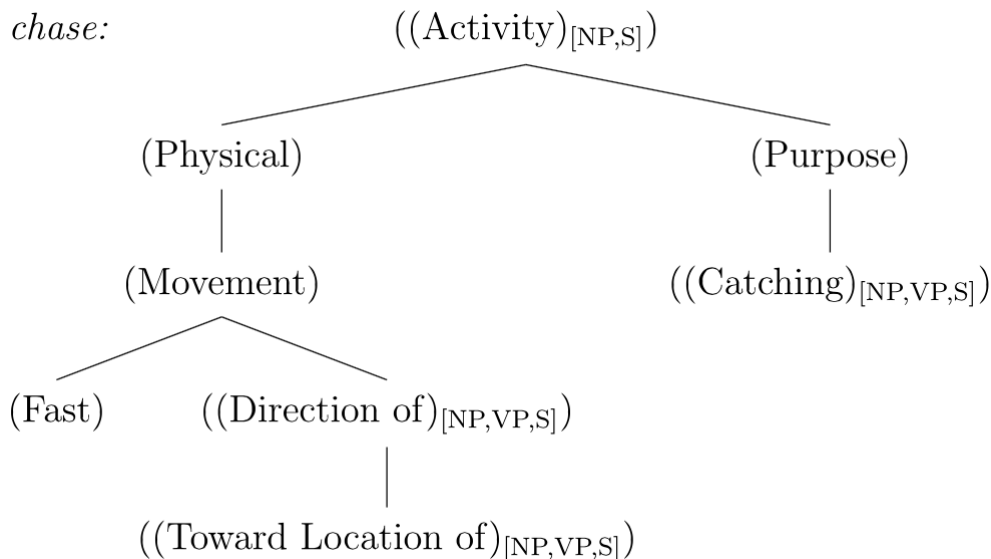 chase: ((Activity)[NP,S])
(Physical) (Purpose)
(Movement) ((Catching)[NP,VP,S])
(Fast) ((Direction of)[NP,VP,S])
((Toward Location of)[NP,VP,S])